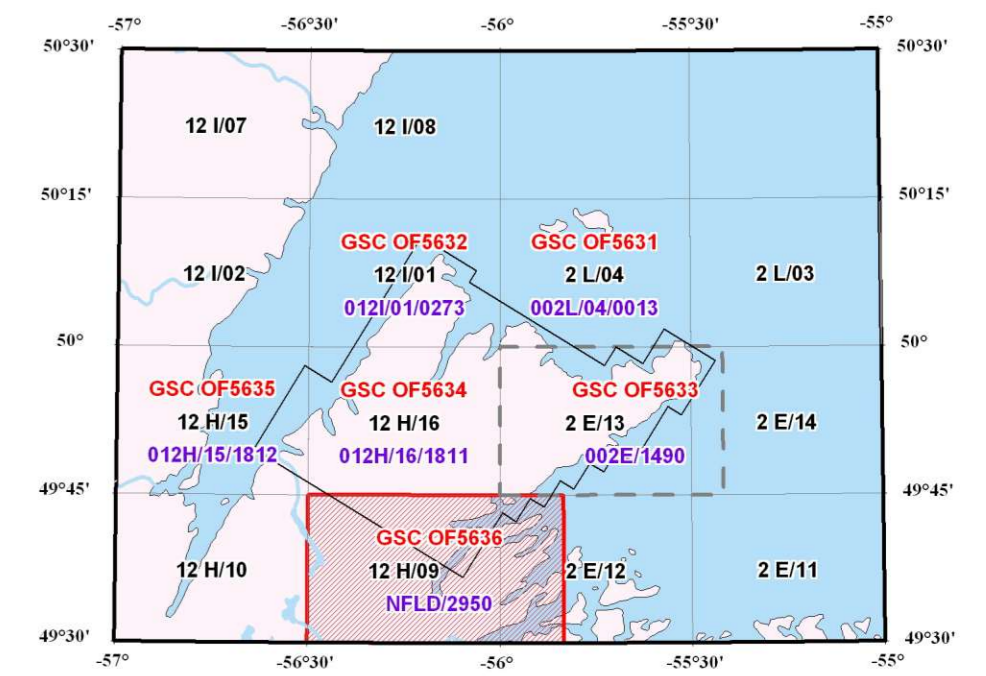 -57° -56°30' -56° -55°30' -55°
50°30' 50°30'
12 I/07 12 I/08
50°15' 50°15'
GSC OF5632 GSC OF5631
12 I/02 12 I/01 2 L/04 2 L/03
012I/01/0273 002L/04/0013
50° 50°
GSC OF5635 GSC OF5634 GSC OF5633
12 H/15 12 H/16 2 E/13 2 E/14
012H/15/1812 012H/16/1811 002E/1490
49°45' 49°45'
GSC OF5636
12 H/10 12 H/09 2 E/12 2 E/11
NFLD/2950
49°30' 49°30'
-57° -56°30' -56° -55°30' -55°